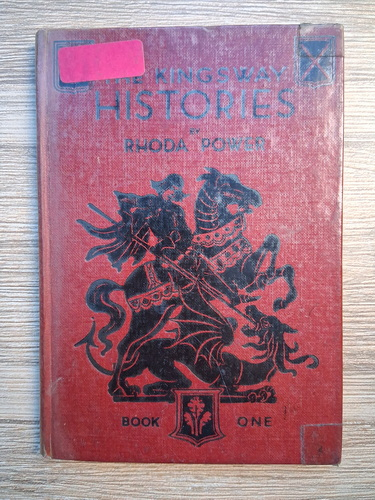 KINGSWAY
HISTORIES
BY
RHODA POWER
BOOK ONE